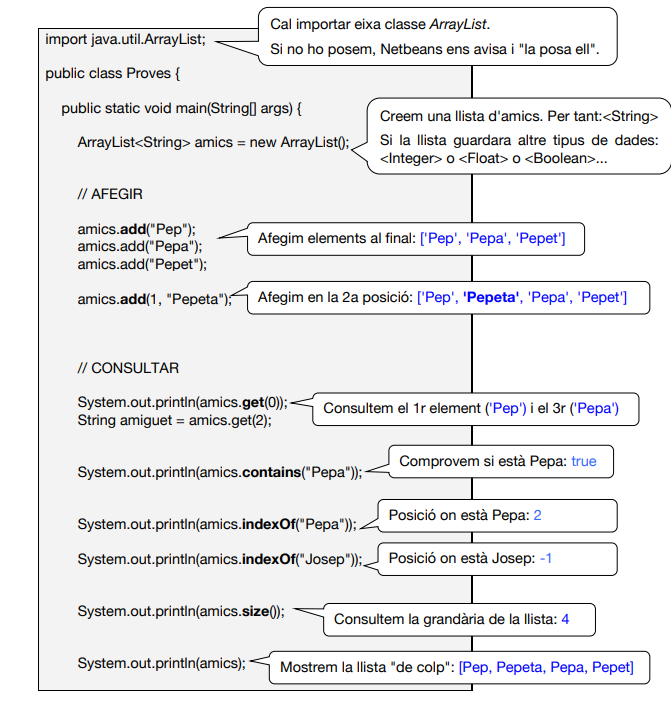 import java.util.ArrayList;
Cal importar eixa classe ArrayList.
Si no ho posem, Netbeans ens avisa i "la posa ell".
public class Proves {
public static void main(String[] args) {
ArrayList<String> amics = new ArrayList();
Creem una llista d'amics. Per tant:<String>
Si la llista guardara altre tipus de dades:
<Integer> o <Float> o <Boolean>...
// AFEGIR
amics.add("Pep");
amics.add("Pepa");
amics.add("Pepet");
Afegim elements al final: ['Pep', 'Pepa', 'Pepet']
amics.add(1, "Pepeta");
Afegim en la 2a posició: ['Pep', 'Pepeta', 'Pepa', 'Pepet']
// CONSULTAR
System.out.println(amics.get(0));
String amiguet = amics.get(2);
Consultem el 1r element ('Pep') i el 3r ('Pepa')
System.out.println(amics.contains("Pepa"));
Comprovem si està Pepa: true
System.out.println(amics.indexOf("Pepa"));
Posició on està Pepa: 2
System.out.println(amics.indexOf("Josep"));
Posició on està Josep: -1
System.out.println(amics.size());
Consultem la grandària de la llista: 4
System.out.println(amics);
Mostrem la llista "de colp": [Pep, Pepeta, Pepa, Pepet]